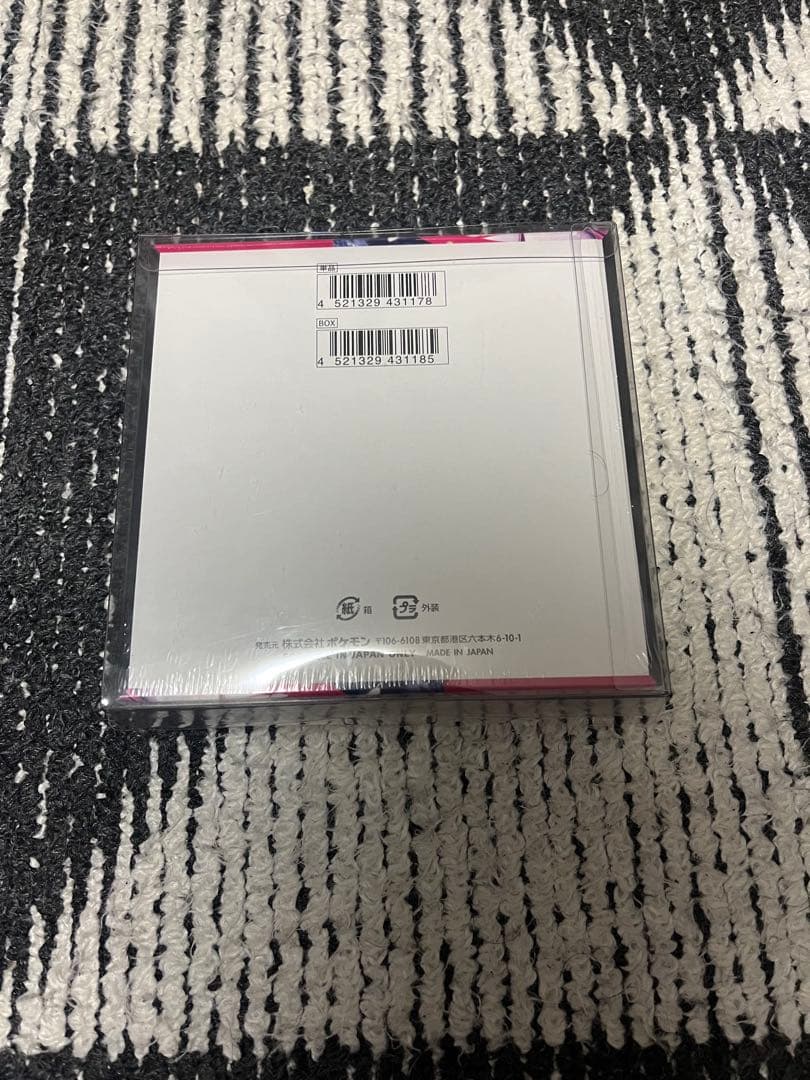 単品
4 521329 431178
BOX
4 521329 431185
紙 箱
プラ 外装
発売元 株式会社 ポケモン 〒106-6108 東京都港区六本木6-10-1
IN JAPAN ONLY MADE IN JAPAN